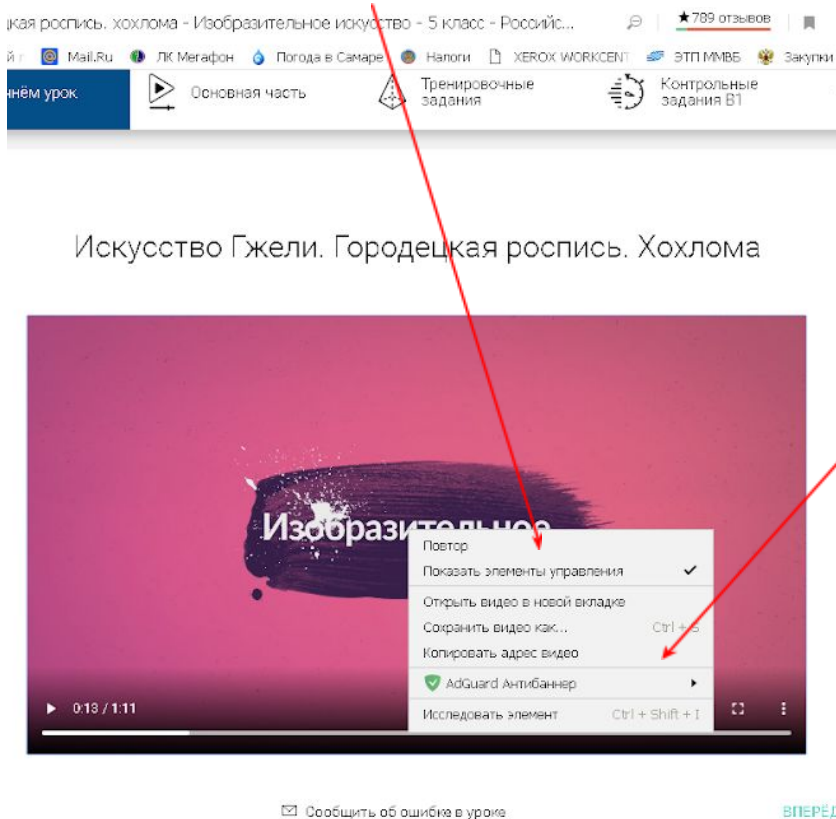 цкая роспись. хохлома - Изобразительное искусство - 5 класс - Российс... ★789 отзывов
Mail.Ru ЛК Мегафон Погода в Самаре Налоги XEROX WORKCENT ЭТП ММВБ Закупки
Основная часть
Тренировочные
задания
Контрольные
задания В1
нём урок
Искусство Гжели. Городецкая роспись. Хохлома
Изобразительное
Повтор
Показать элементы управления
Открыть видео в новой вкладке
Сохранить видео как... Ctrl + S
Копировать адрес видео
AdGuard Антибаннер
Исследовать элемент Ctrl + Shift + I
0:13 / 1:11
Сообщить об ошибке в уроке
ВПЕРЁД